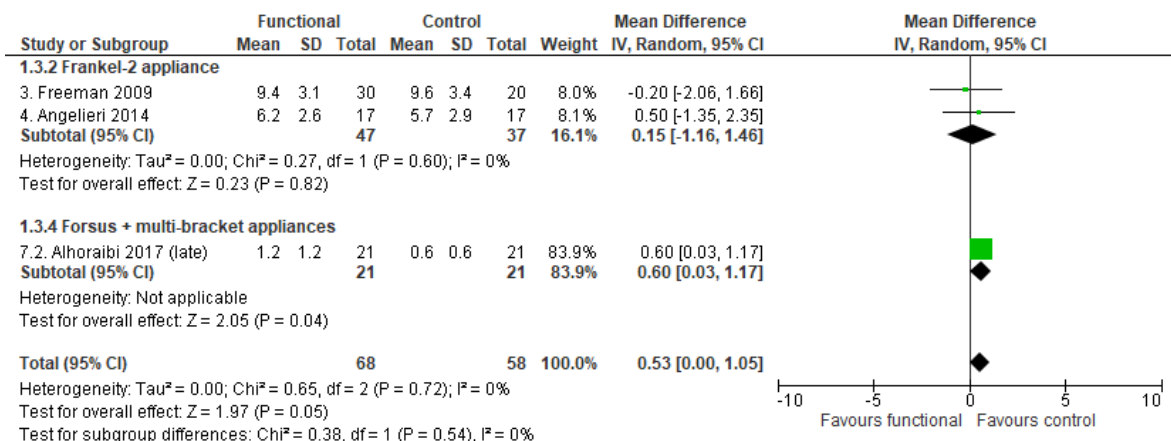 Functional Control Mean Difference Mean Difference
Study or Subgroup Mean SD Total Mean SD Total Weight IV, Random, 95% CI IV, Random, 95% CI
1.3.2 Frankel-2 appliance
3. Freeman 2009 9.4 3.1 30 9.6 3.4 20 8.0% -0.20 [-2.06, 1.66]
4. Angelieri 2014 6.2 2.6 17 5.7 2.9 17 8.1% 0.50 [-1.35, 2.35]
Subtotal (95% CI) 47 37 16.1% 0.15 [-1.16, 1.46]
Heterogeneity: Tau² = 0.00; Chi² = 0.27, df = 1 (P = 0.60); I² = 0%
Test for overall effect: Z = 0.23 (P = 0.82)
1.3.4 Forsus + multi-bracket appliances
7.2. Alhoraibi 2017 (late) 1.2 1.2 21 0.6 0.6 21 83.9% 0.60 [0.03, 1.17]
Subtotal (95% CI) 21 21 83.9% 0.60 [0.03, 1.17]
Heterogeneity: Not applicable
Test for overall effect: Z = 2.05 (P = 0.04)
Total (95% CI) 68 58 100.0% 0.53 [0.00, 1.05]
Heterogeneity: Tau² = 0.00; Chi² = 0.65, df = 2 (P = 0.72); I² = 0%
Test for overall effect: Z = 1.97 (P = 0.05)
Test for subgroup differences: Chi² = 0.38, df = 1 (P = 0.54), I² = 0%
-10 -5 0 5 10
Favours functional Favours control